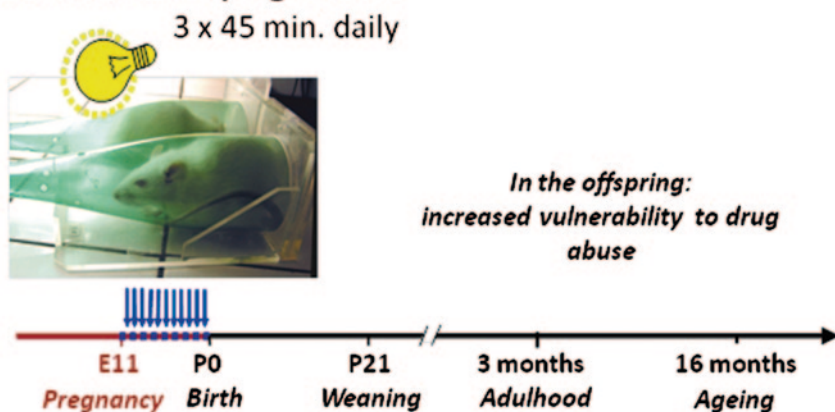 3 x 45 min. daily
In the offspring:
increased vulnerability to drug
abuse
E11 P0 P21 3 months 16 months
Pregnancy Birth Weaning Adulhood Ageing